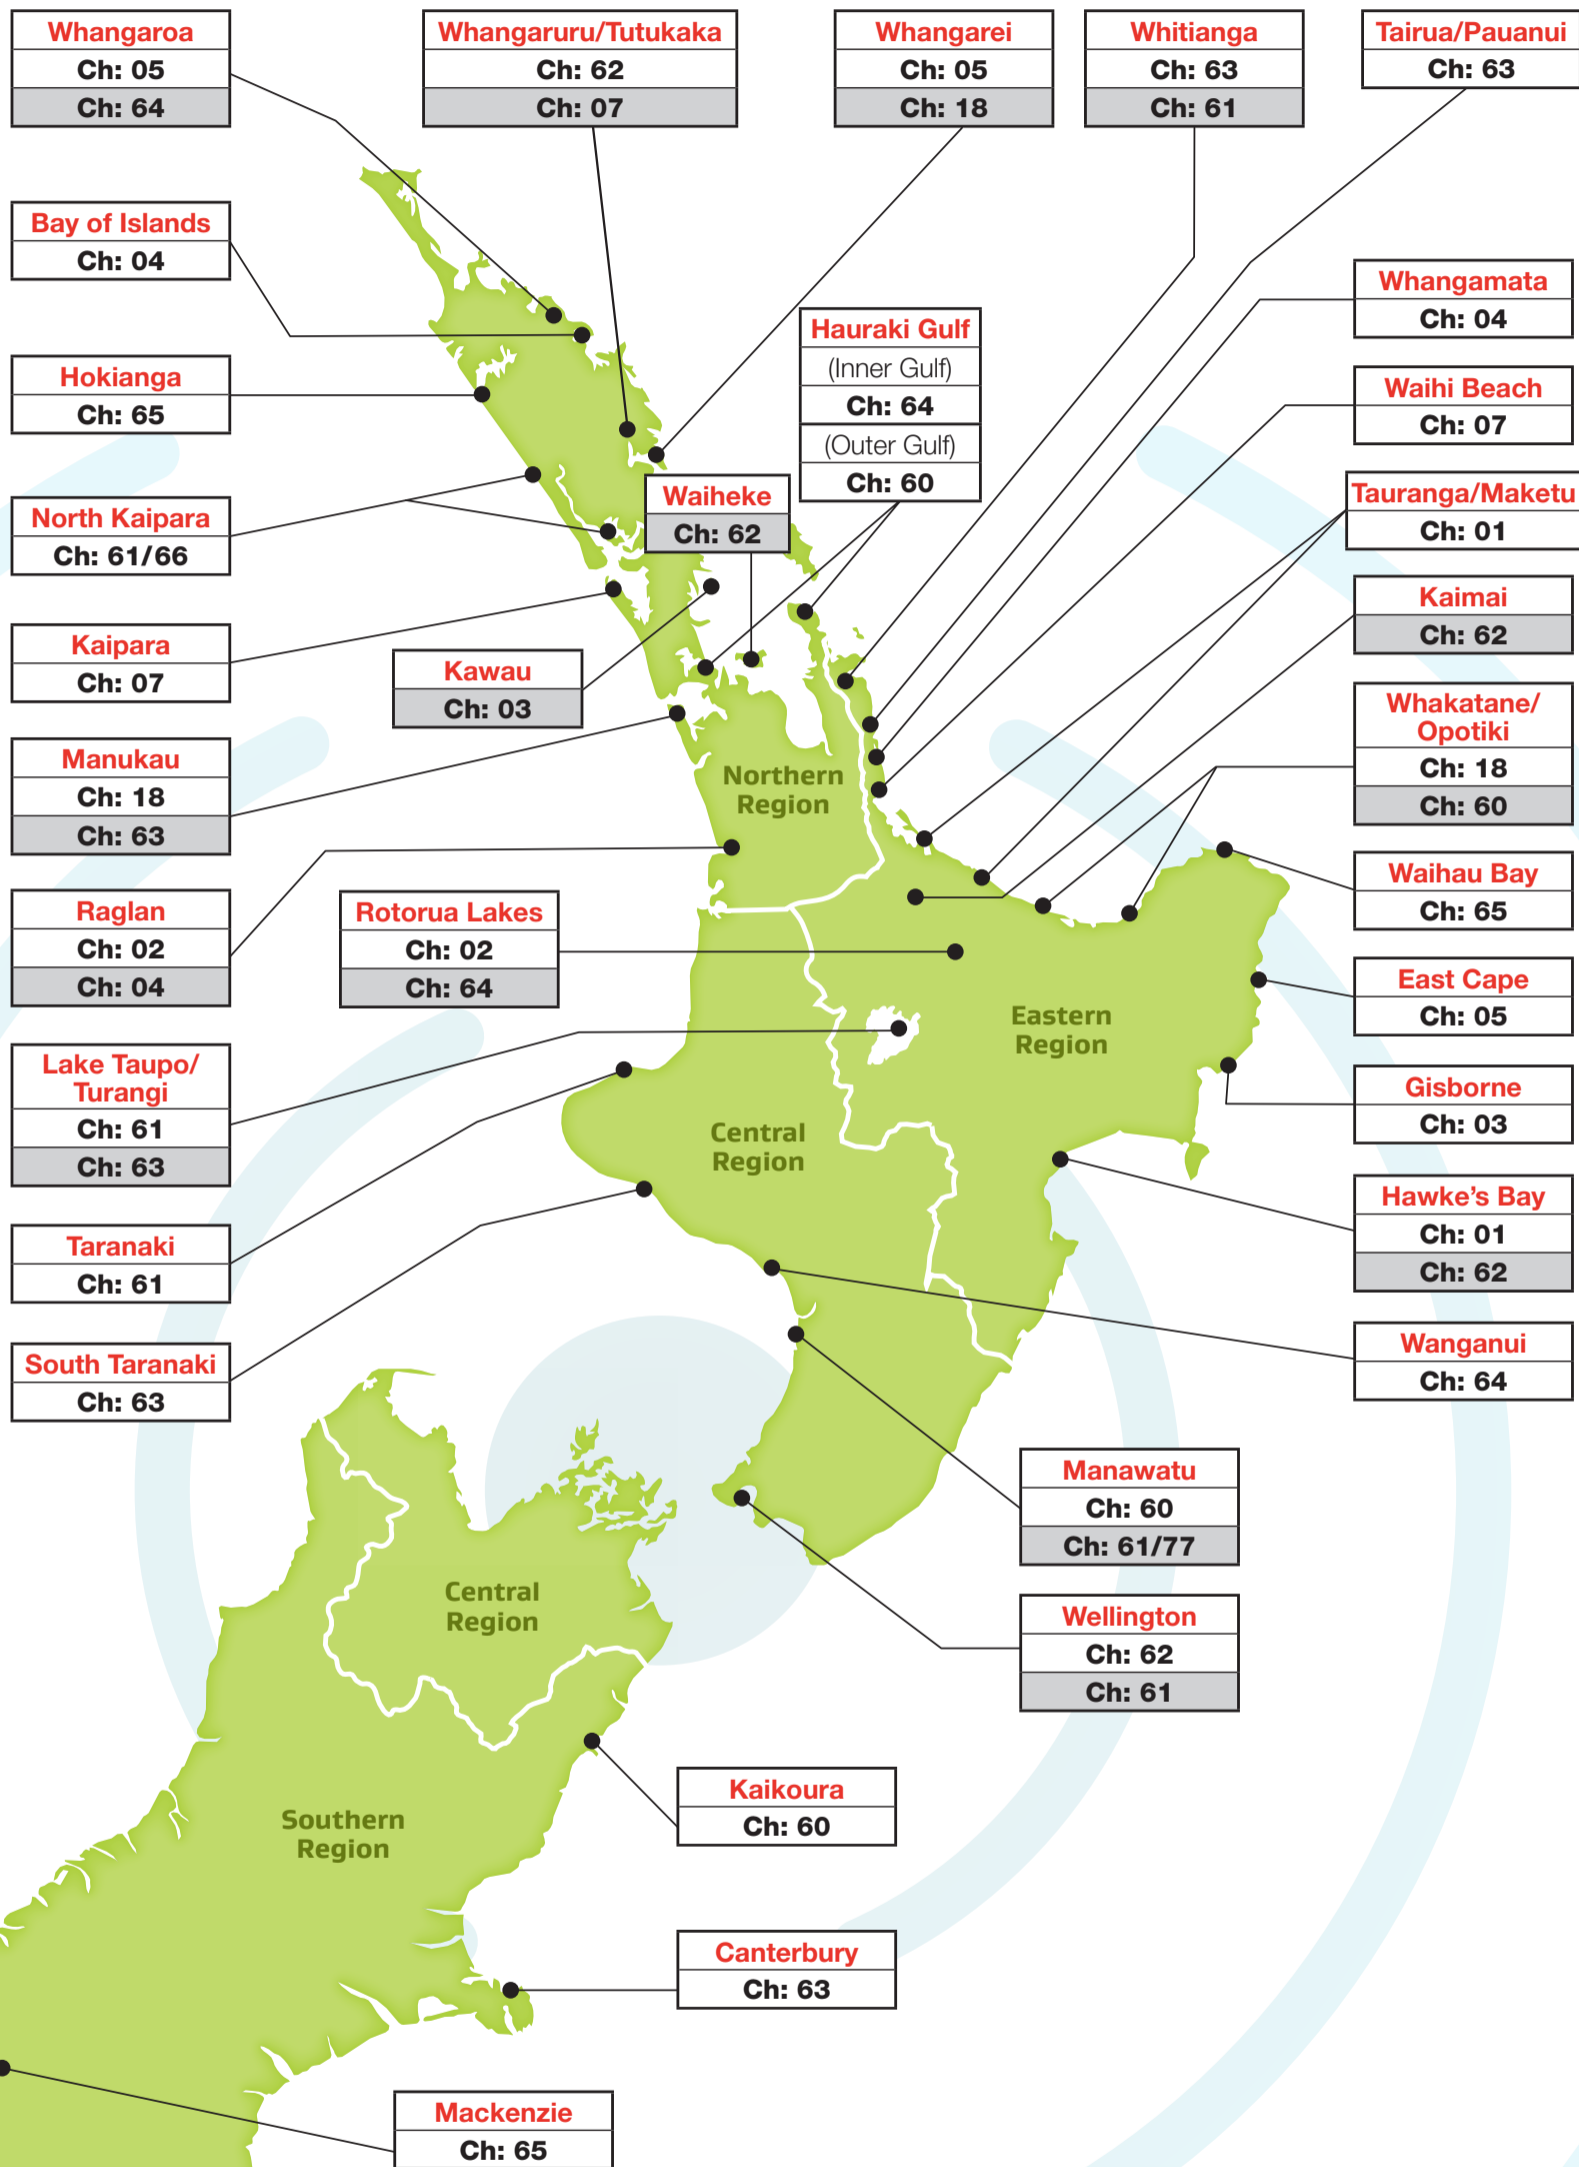 Whangaroa
Ch: 05
Ch: 64
Whangaruru/Tutukaka
Ch: 62
Ch: 07
Whangarei
Ch: 05
Ch: 18
Whitianga
Ch: 63
Ch: 61
Tairua/Pauanui
Ch: 63
Bay of Islands
Ch: 04
Whangamata
Ch: 04
Hauraki Gulf
(Inner Gulf)
Ch: 64
(Outer Gulf)
Ch: 60
Hokianga
Ch: 65
Waihi Beach
Ch: 07
Waiheke
Ch: 62
Tauranga/Maketu
Ch: 01
North Kaipara
Ch: 61/66
Kaimai
Ch: 62
Kaipara
Ch: 07
Kawau
Ch: 03
Whakatane/
Opotiki
Ch: 18
Ch: 60
Manukau
Ch: 18
Ch: 63
Northern
Region
Waihau Bay
Ch: 65
Raglan
Ch: 02
Ch: 04
Rotorua Lakes
Ch: 02
Ch: 64
East Cape
Ch: 05
Eastern
Region
Lake Taupo/
Turangi
Ch: 61
Ch: 63
Gisborne
Ch: 03
Central
Region
Hawke's Bay
Ch: 01
Ch: 62
Taranaki
Ch: 61
Wanganui
Ch: 64
South Taranaki
Ch: 63
Manawatu
Ch: 60
Ch: 61/77
Central
Region
Wellington
Ch: 62
Ch: 61
Kaikoura
Ch: 60
Southern
Region
Canterbury
Ch: 63
Mackenzie
Ch: 65